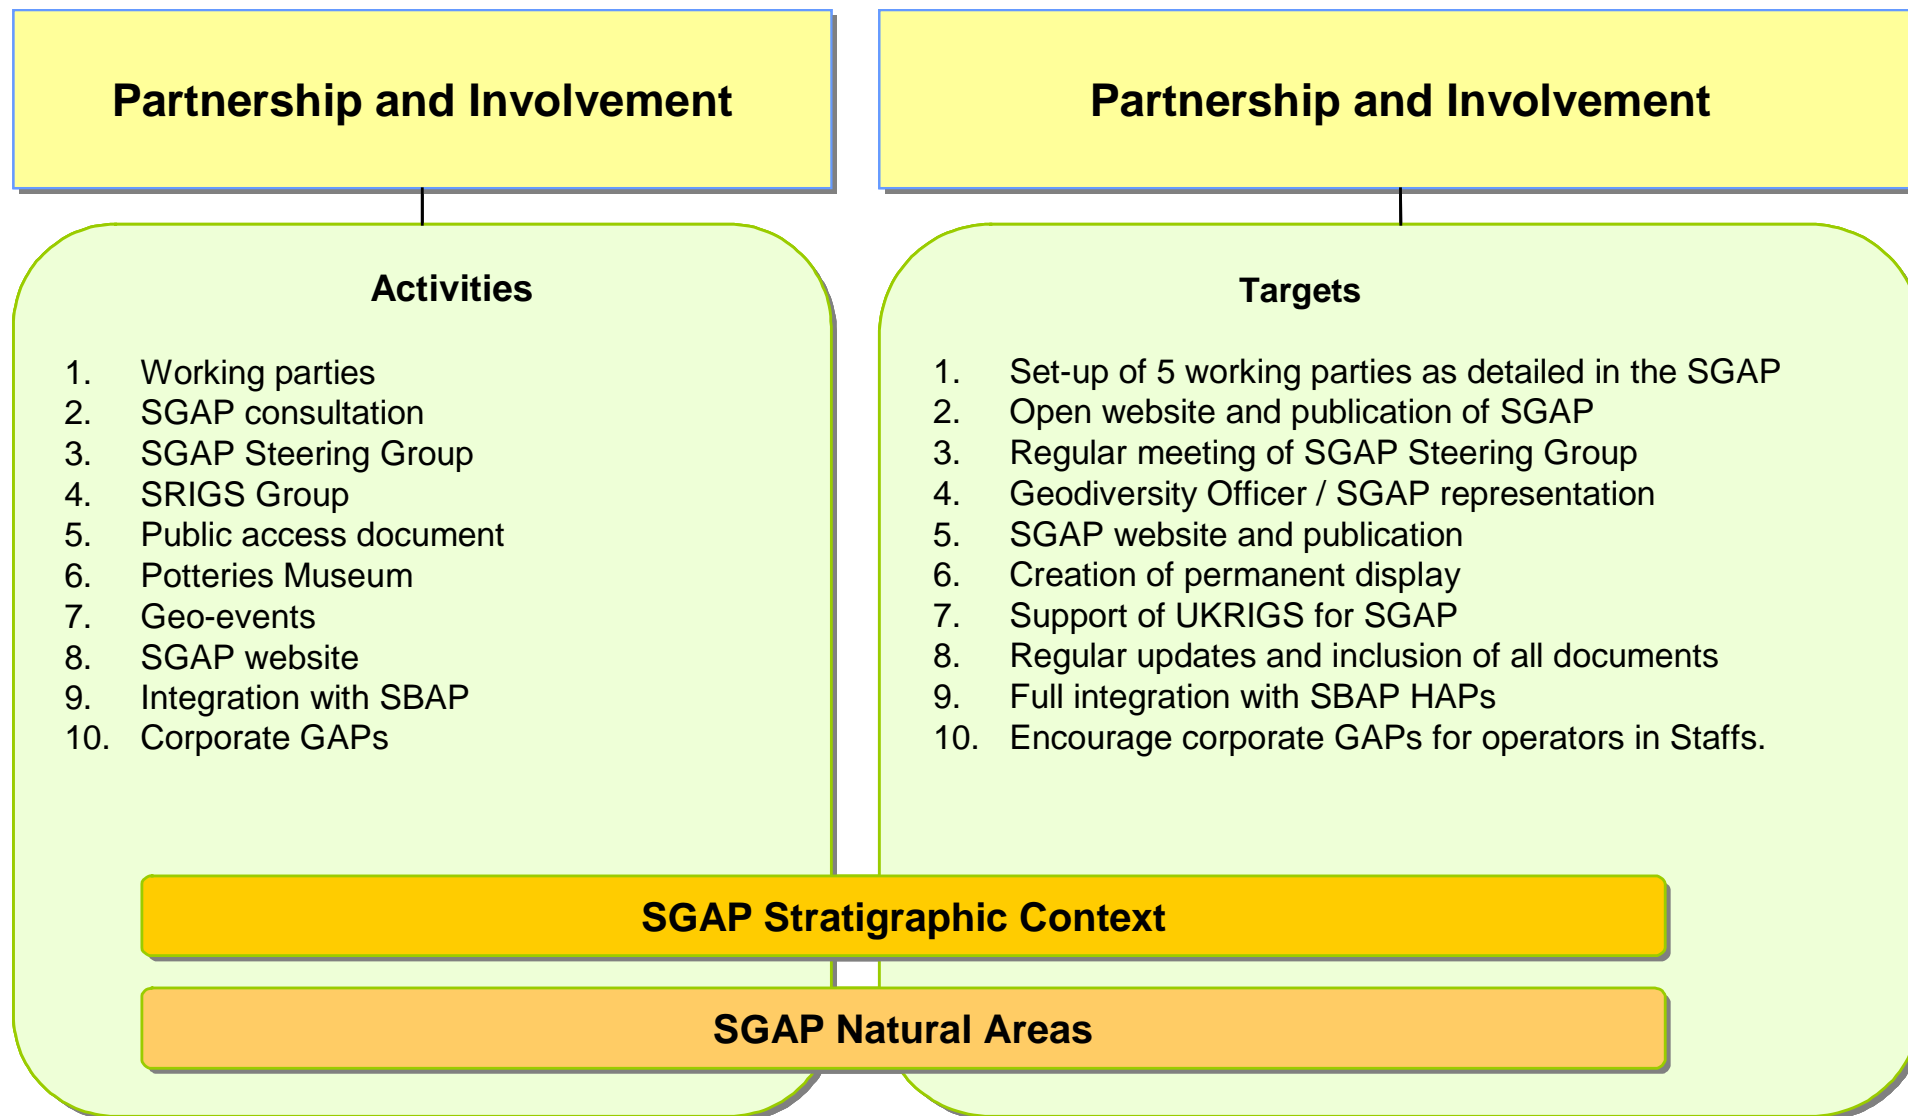 Partnership and Involvement
Activities
1. Working parties
2. SGAP consultation
3. SGAP Steering Group
4. SRIGS Group
5. Public access document
6. Potteries Museum
7. Geo-events
8. SGAP website
9. Integration with SBAP
10. Corporate GAPs
Partnership and Involvement
Targets
1. Set-up of 5 working parties as detailed in the SGAP
2. Open website and publication of SGAP
3. Regular meeting of SGAP Steering Group
4. Geodiversity Officer / SGAP representation
5. SGAP website and publication
6. Creation of permanent display
7. Support of UKRIGS for SGAP
8. Regular updates and inclusion of all documents
9. Full integration with SBAP HAPs
10. Encourage corporate GAPs for operators in Staffs.
SGAP Stratigraphic Context
SGAP Natural Areas